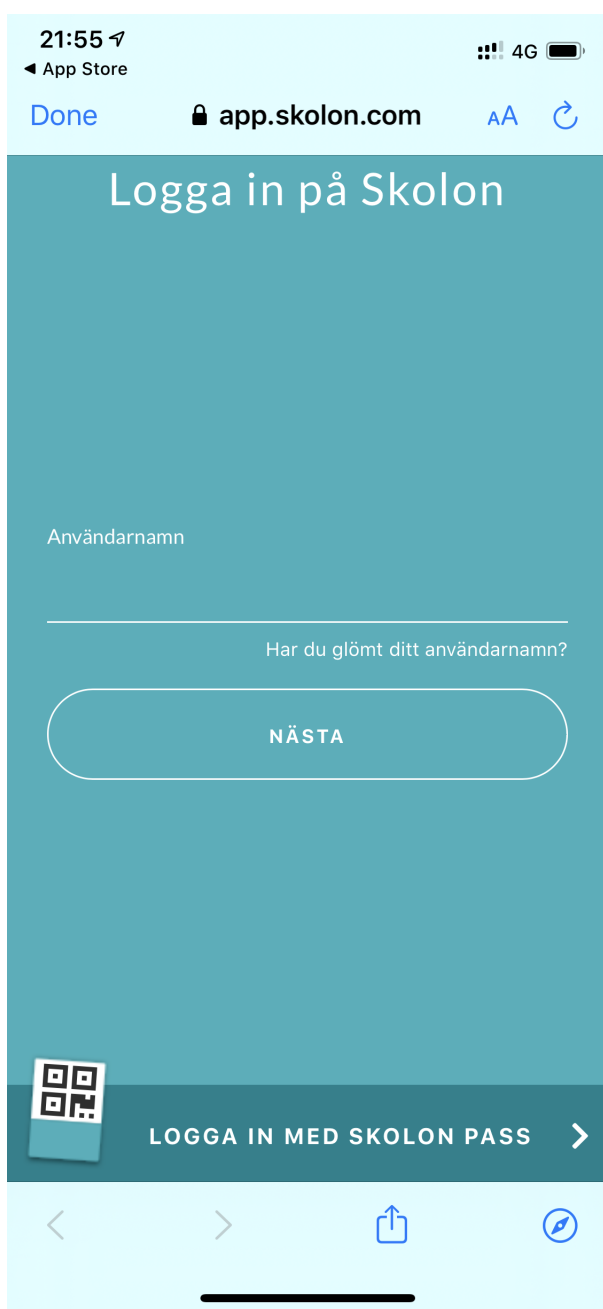 21:55
4G
◀ App Store
Done
app.skolon.com
AA
Logga in på Skolon
Användarnamn
Har du glömt ditt användarnamn?
NÄSTA
LOGGA IN MED SKOLON PASS